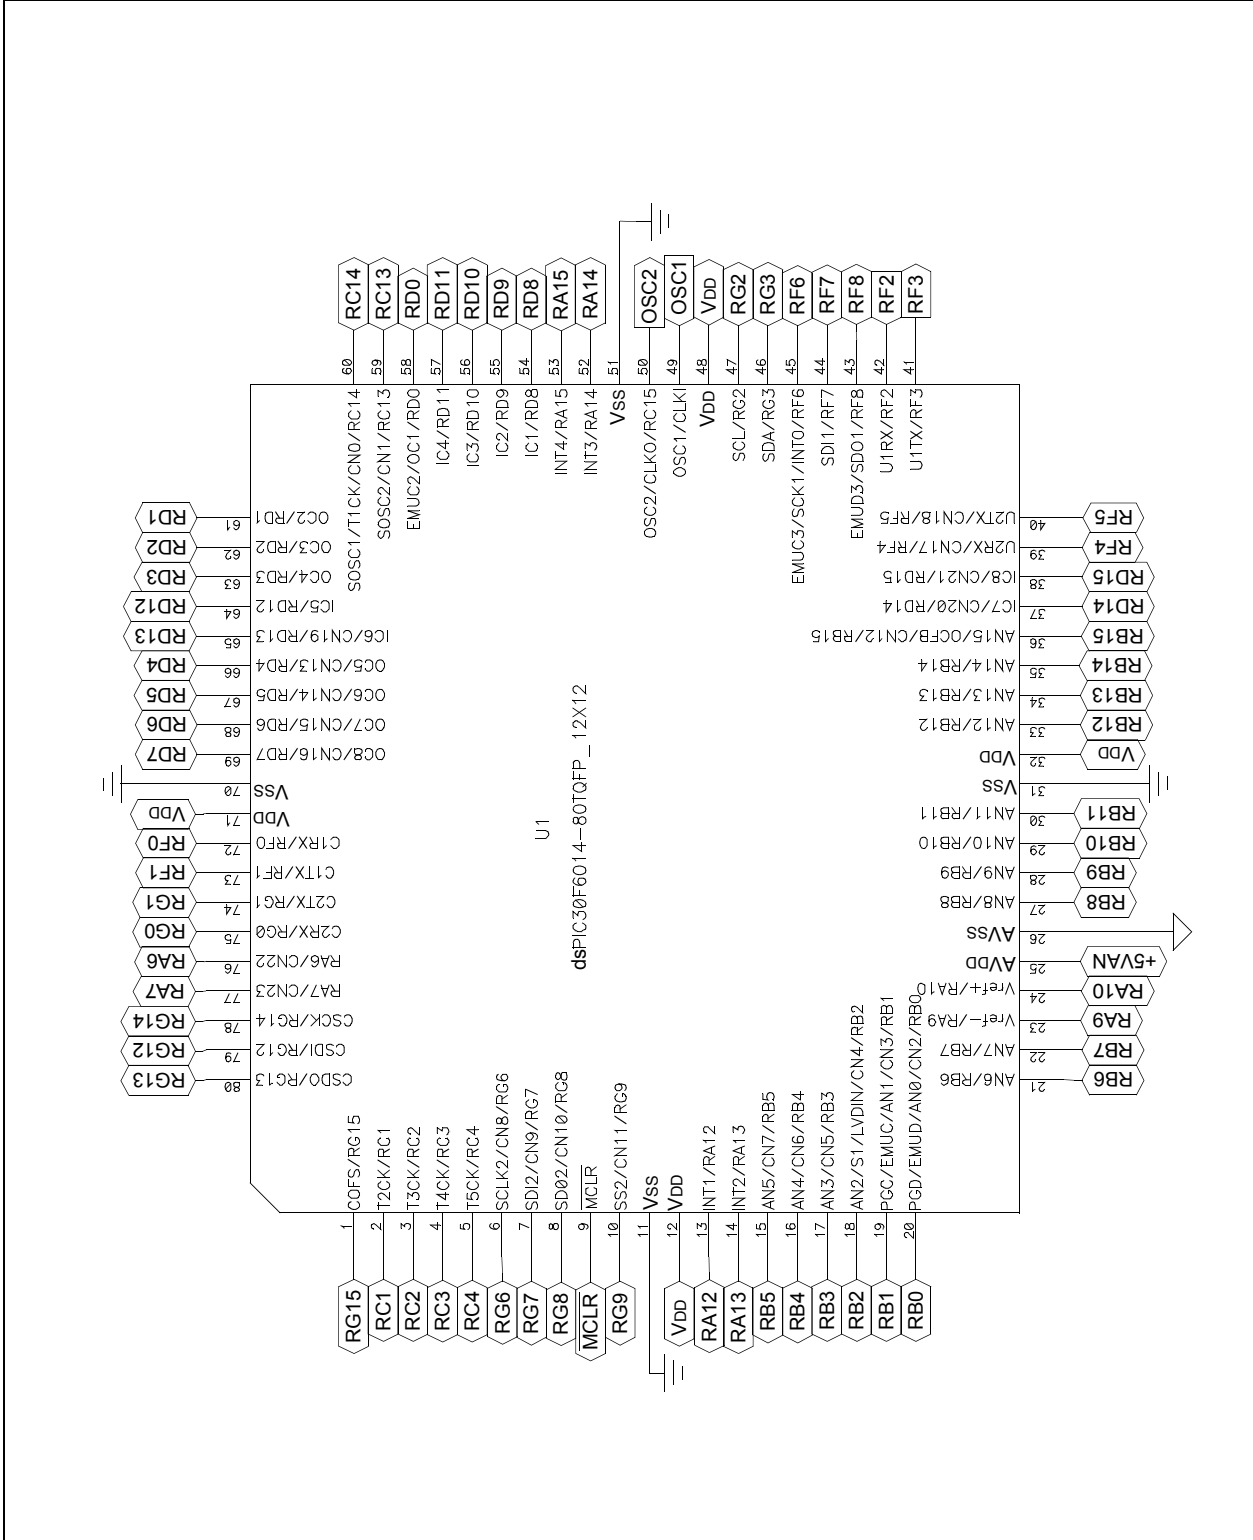 RC14
RC13
RD0
RD11
RD10
RD9
RD8
RA15
RA14
OSC2
OSC1
VDD
RG2
RG3
RF6
RF7
RF8
RF2
RF3
60
59
58
57
56
55
54
53
52
51
50
49
48
47
46
45
44
43
42
41
SOSC1/T1CK/CN0/RC14
SOSC2/CN1/RC13
EMUC2/OC1/RD0
IC4/RD11
IC3/RD10
IC2/RD9
IC1/RD8
INT4/RA15
INT3/RA14
VSS
OSC2/CLKO/RC15
OSC1/CLKI
VDD
SCL/RG2
SDA/RG3
EMUC3/SCK1/INT0/RF6
SDI1/RF7
EMUD3/SDO1/RF8
U1RX/RF2
U1TX/RF3
RD1 61 OC2/RD1
RD2 62 OC3/RD2
RD3 63 OC4/RD3
RD12 64 IC5/RD12
RD13 65 IC6/CN19/RD13
RD4 66 OC5/CN13/RD4
RD5 67 OC6/CN14/RD5
RD6 68 OC7/CN15/RD6
RD7 69 OC8/CN16/RD7
70 VSS
VDD 71 VDD
RF0 72 C1RX/RF0
RF1 73 C1TX/RF1
RG1 74 C2TX/RG1
RG0 75 C2RX/RG0
RA6 76 RA6/CN22
RA7 77 RA7/CN23
RG14 78 CSCK/RG14
RG12 79 CSDI/RG12
RG13 80 CSDO/RG13
U1
dsPIC30F6014-80TQFP_12X12
U2TX/CN18/RF5 40 RF5
U2RX/CN17/RF4 39 RF4
IC8/CN21/RD15 38 RD15
IC7/CN20/RD14 37 RD14
AN15/OCFB/CN12/RB15 36 RB15
AN14/RB14 35 RB14
AN13/RB13 34 RB13
AN12/RB12 33 RB12
VDD 32 VDD
VSS 31
AN11/RB11 30 RB11
AN10/RB10 29 RB10
AN9/RB9 28 RB9
AN8/RB8 27 RB8
AVSS 26
AVDD 25 +5VAN
Vref+/RA10 24 RA10
Vref-/RA9 23 RA9
AN7/RB7 22 RB7
AN6/RB6 21 RB6
COFS/RG15
T2CK/RC1
T3CK/RC2
T4CK/RC3
T5CK/RC4
SCLK2/CN8/RG6
SDI2/CN9/RG7
SD02/CN10/RG8
MCLR
SS2/CN11/RG9
VSS
VDD
INT1/RA12
INT2/RA13
AN5/CN7/RB5
AN4/CN6/RB4
AN3/CN5/RB3
AN2/S1/LVDIN/CN4/RB2
PGC/EMUC/AN1/CN3/RB1
PGD/EMUD/AN0/CN2/RB0
1
2
3
4
5
6
7
8
9
10
11
12
13
14
15
16
17
18
19
20
RG15
RC1
RC2
RC3
RC4
RG6
RG7
RG8
MCLR
RG9
VDD
RA12
RA13
RB5
RB4
RB3
RB2
RB1
RB0